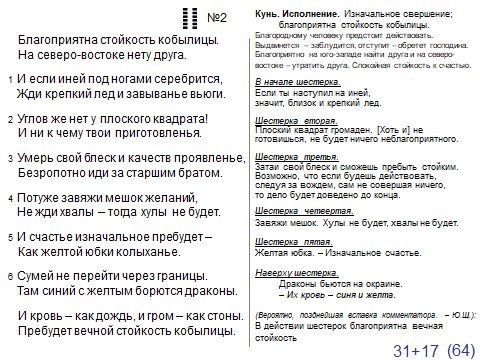 №2
Благоприятна стойкость кобылицы.
На северо-востоке нету друга.
1 И если иней под ногами серебрится,
Жди крепкий лед и завыванье вьюги.
2 Углов же нет у плоского квадрата!
И ни к чему твои приготовленья.
3 Умерь свой блеск и качеств проявленье,
Безропотно иди за старшим братом.
4 Потуже завяжи мешок желаний,
Не жди хвалы – тогда хулы не будет.
5 И счастье изначальное пребудет –
Как желтой юбки колыханье.
6 Сумей не перейти через границы.
Там синий с желтым борются драконы.
И кровь – как дождь, и гром – как стоны.
Пребудет вечной стойкость кобылицы.
Кунь. Исполнение. Изначальное свершение;
благоприятна стойкость кобылицы.
Благородному человеку предстоит действовать.
Выдвинется – заблудится, отступит – обретет господина.
Благоприятно на юго-западе найти друга и на северо-
востоке – утратить друга. Спокойная стойкость к счастью.
В начале шестерка.
Если ты наступил на иней,
значит, близок и крепкий лед.
Шестерка вторая.
Плоский квадрат громаден. [Хоть и] не
готовишься, не будет ничего неблагоприятного.
Шестерка третья.
Затаи свой блеск и сможешь пребыть стойким.
Возможно, что если будешь действовать,
следуя за вождем, сам не совершая ничего,
то дело будет доведено до конца.
Шестерка четвертая.
Завяжи мешок. Хулы не будет, хвалы не будет.
Шестерка пятая.
Желтая юбка. – Изначальное счастье.
Наверху шестерка.
Драконы бьются на окраине.
– Их кровь – синя и желта.
(Вероятно, позднейшая вставка комментатора. – Ю.Щ.):
В действии шестерок благоприятна вечная
стойкость
31+17 (64)